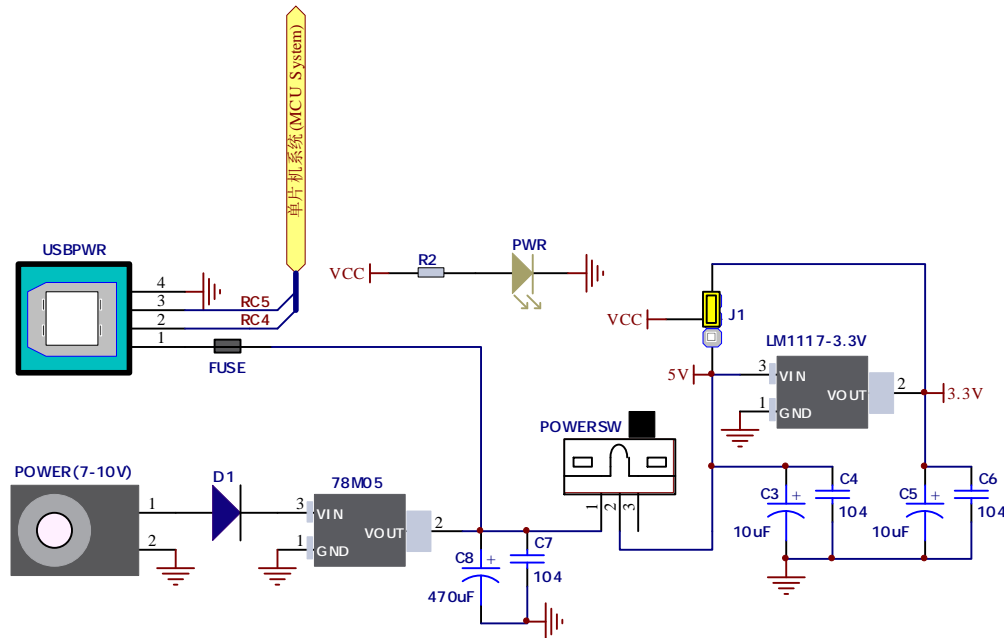 单片机系统(MCU System)
USBPWR
4
3
2
1
RC5
RC4
FUSE
VCC
R2
PWR
VCC
J1
LM1117-3.3V
5V
3
VIN
VOUT
2
3.3V
1
GND
POWERSW
1
2
3
POWER(7-10V)
1
2
D1
78M05
3
VIN
VOUT
2
1
GND
C8
+
470uF
C7
104
C3
+
10uF
C4
104
C5
+
10uF
C6
104